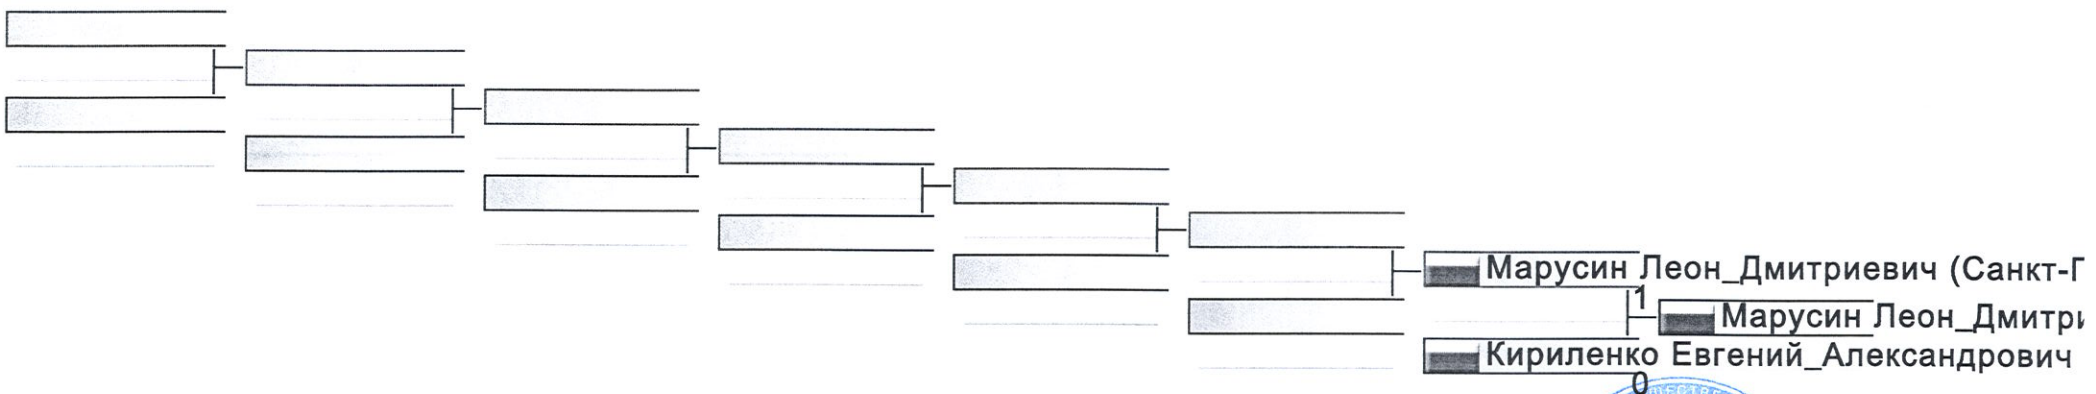 Марусин Леон_Дмитриевич (Санкт-
1
Марусин Леон_Дмитри
Кириленко Евгений_Александрович
0